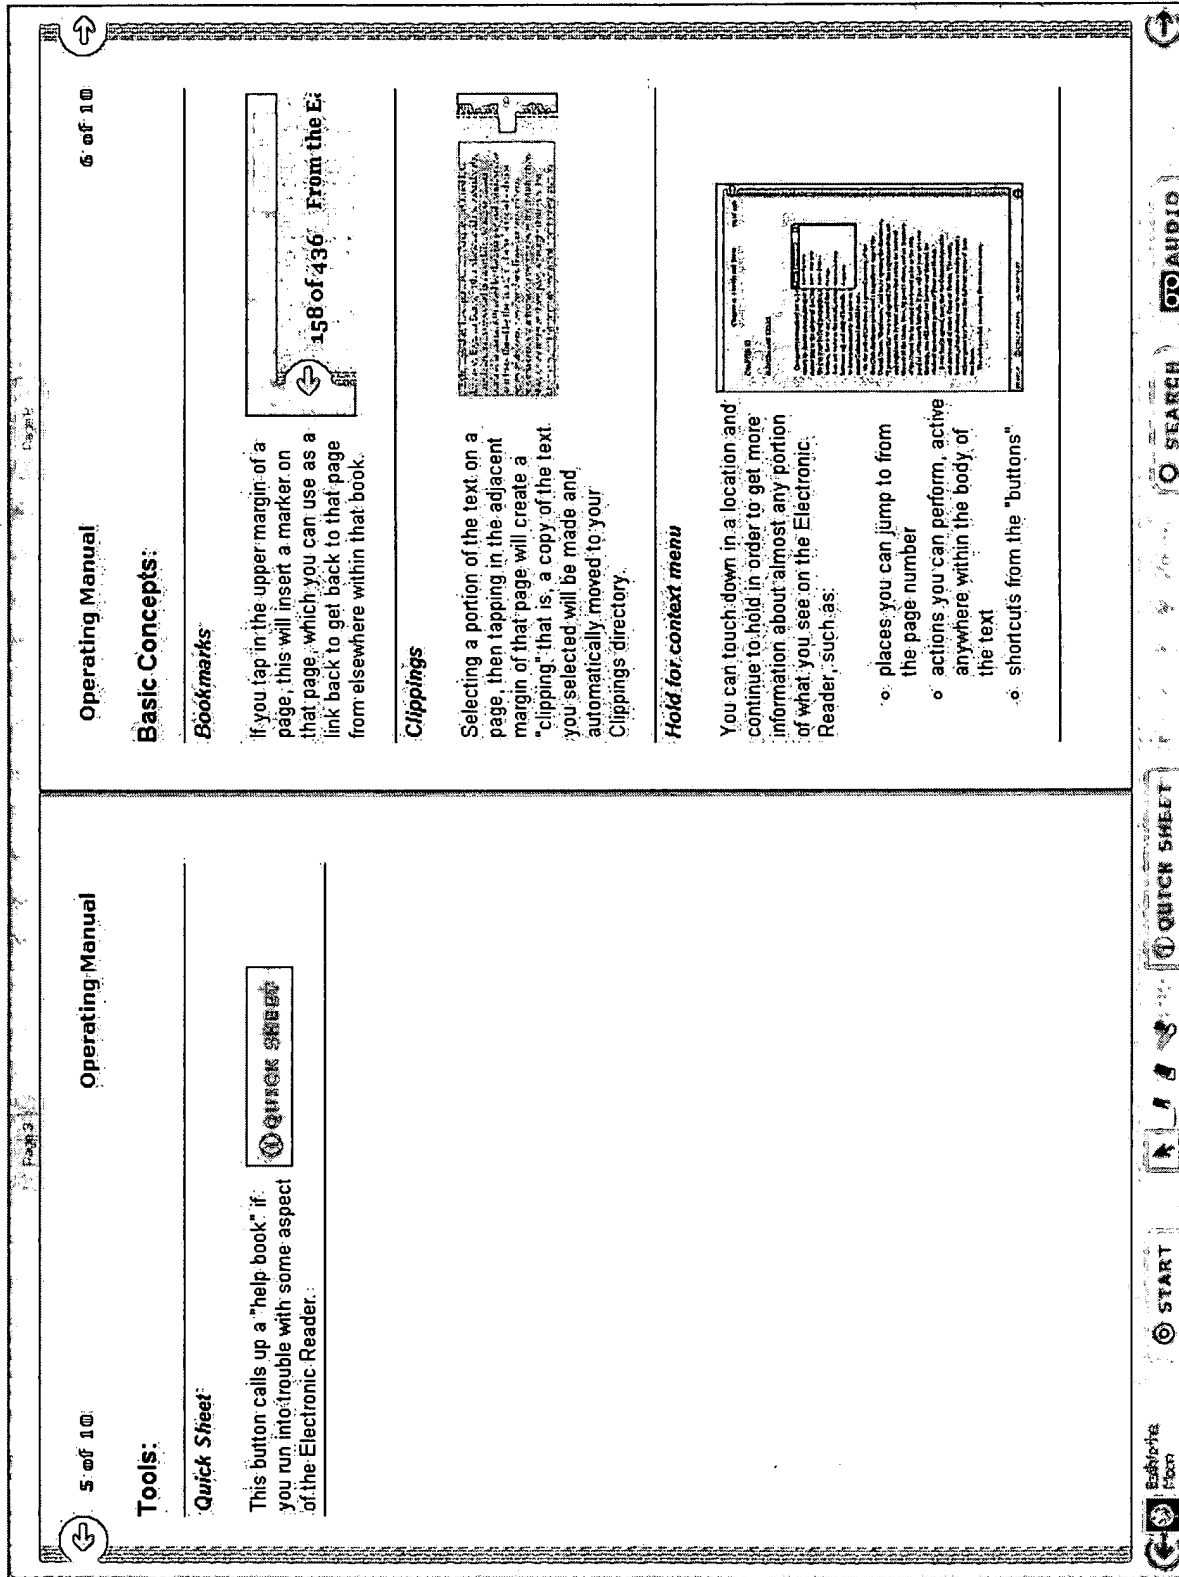 Page 3
5 of 10
Operating Manual
Tools:
Quick Sheet
This button calls up a "help book" if
you run into trouble with some aspect
of the Electronic Reader.
QUICK SHEET
Operating Manual
6 of 10
Basic Concepts:
Bookmarks
If you tap in the upper margin of a
page, this will insert a marker on
that page, which you can use as a
link back to get back to that page
from elsewhere within that book.
158 of 436 From the Ea
Clippings
Selecting a portion of the text on a
page, then tapping in the adjacent
margin of that page will create a
"clipping" that is, a copy of the text
you selected will be made and
automatically moved to your
Clippings directory.
Hold for context menu
You can touch down in a location and
continue to hold in order to get more
information about almost any portion
of what you see on the Electronic
Reader, such as:
o places you can jump to from
the page number
o actions you can perform, active
anywhere within the body of
the text
o shortcuts from the "buttons"
START
QUICK SHEET
SEARCH
AUDIO